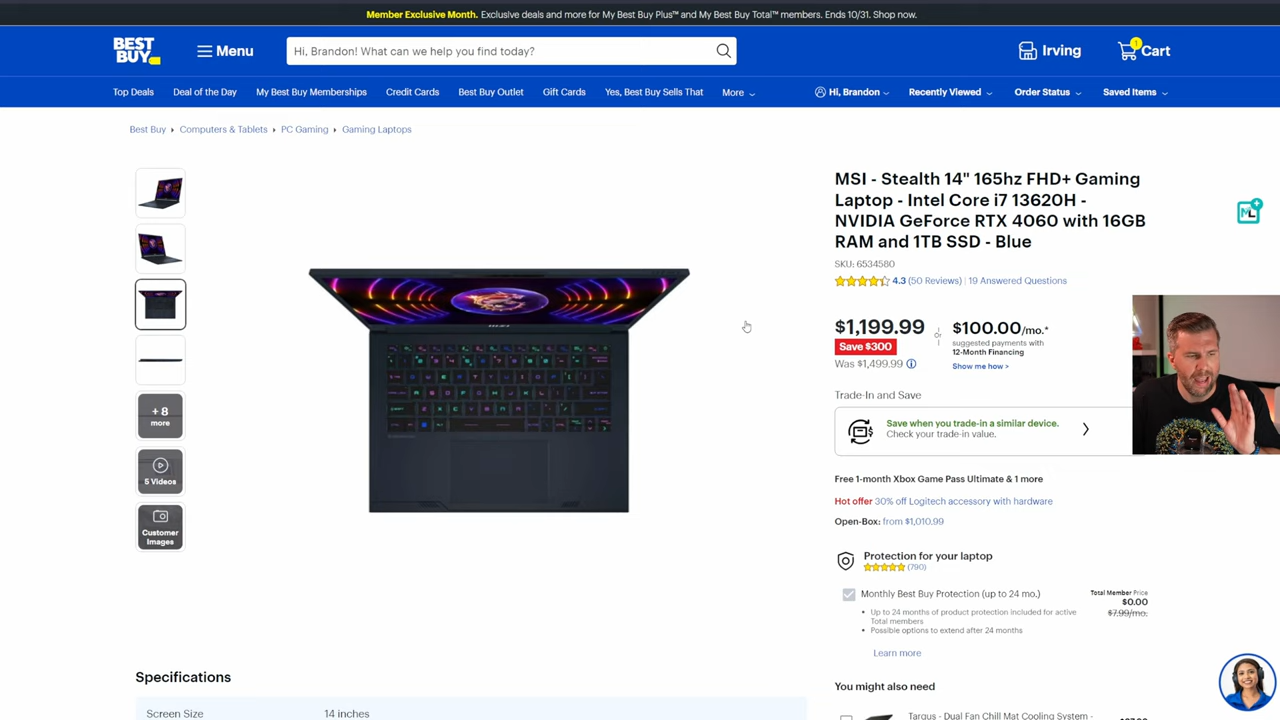 Member Exclusive Month. Exclusive deals and more for My Best Buy Plus™ and My Best Buy Total™ members. Ends 10/31. Shop now.
BEST BUY
Menu
Hi, Brandon! What can we help you find today?
Irving
1
Cart
Top Deals
Deal of the Day
My Best Buy Memberships
Credit Cards
Best Buy Outlet
Gift Cards
Yes, Best Buy Sells That
More
Hi, Brandon
Recently Viewed
Order Status
Saved Items
Best Buy
Computers & Tablets
PC Gaming
Gaming Laptops
+ 8
more
5 Videos
Customer
Images
MSI - Stealth 14" 165hz FHD+ Gaming
Laptop - Intel Core i7 13620H -
NVIDIA GeForce RTX 4060 with 16GB
RAM and 1TB SSD - Blue
SKU: 6534580
4.3 (50 Reviews) | 19 Answered Questions
$1,199.99
Save $300
Was $1,499.99
or
$100.00/mo.*
suggested payments with
12-Month Financing
Show me how >
Trade-In and Save
Save when you trade-in a similar device.
Check your trade-in value.
Free 1-month Xbox Game Pass Ultimate & 1 more
Hot offer 30% off Logitech accessory with hardware
Open-Box: from $1,010.99
Protection for your laptop
(790)
Monthly Best Buy Protection (up to 24 mo.)
Total Member Price
$0.00
$7.99/mo.
• Up to 24 months of product protection included for active
Total members
• Possible options to extend after 24 months
Learn more
You might also need
Targus - Dual Fan Chill Mat Cooling System -
Specifications
Screen Size
14 inches